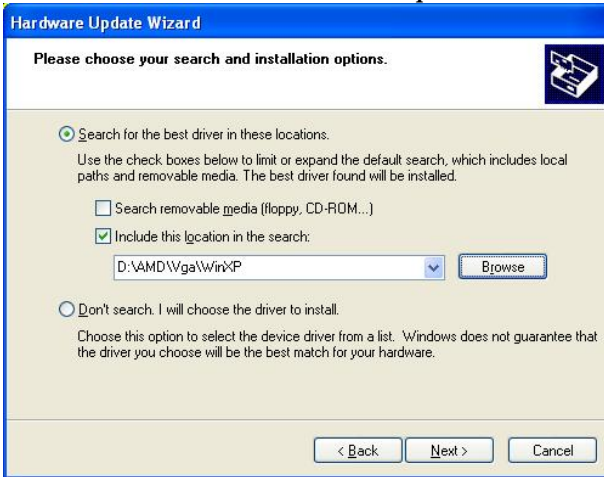 Hardware Update Wizard
Please choose your search and installation options.
Search for the best driver in these locations.
Use the check boxes below to limit or expand the default search, which includes local
paths and removable media. The best driver found will be installed.
Search removable media (floppy, CD-ROM...)
Include this location in the search:
D:\AMD\Vga\WinXP
Browse
Don't search. I will choose the driver to install.
Choose this option to select the device driver from a list. Windows does not guarantee that
the driver you choose will be the best match for your hardware.
< Back Next > Cancel